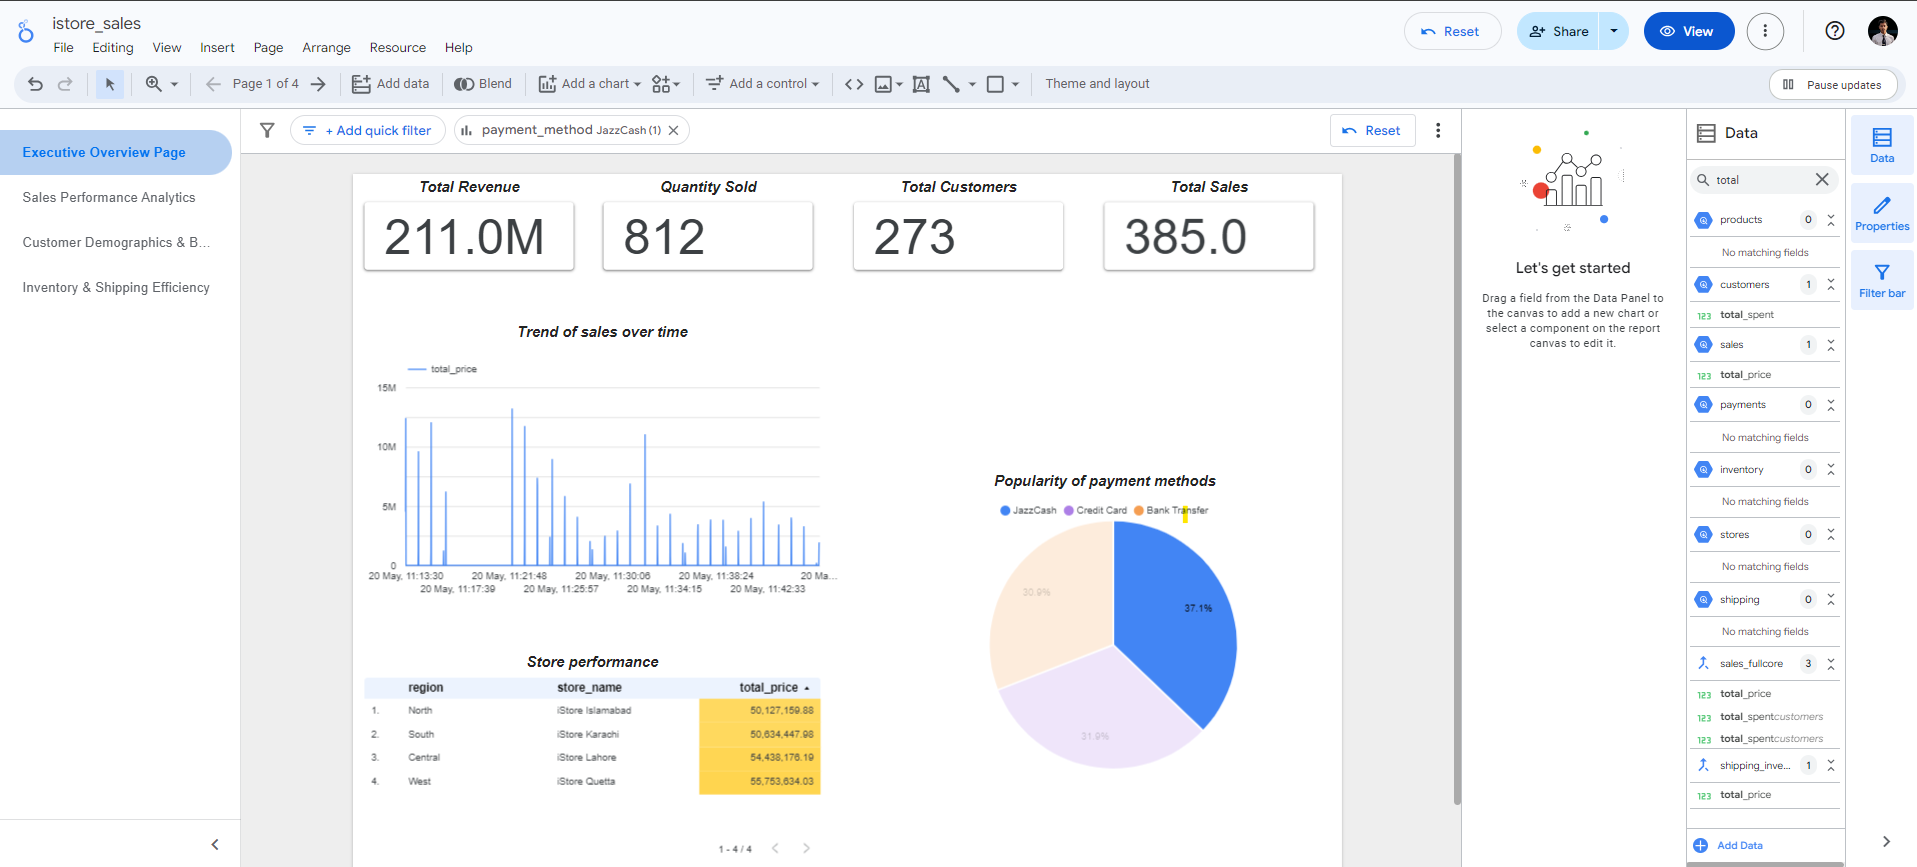 istore_sales
File Editing View Insert Page Arrange Resource Help
Reset
Share
View
Page 1 of 4
Add data
Blend
Add a chart
Add a control
Theme and layout
Pause updates
Executive Overview Page
Sales Performance Analytics
Customer Demographics & B...
Inventory & Shipping Efficiency
+ Add quick filter
payment_method JazzCash (1)
Reset
Total Revenue
211.0M
Quantity Sold
812
Total Customers
273
Total Sales
385.0
Trend of sales over time
total_price
15M
10M
5M
0
20 May, 11:13:30 20 May, 11:21:48 20 May, 11:30:06 20 May, 11:38:24 20 Ma...
20 May, 11:17:39 20 May, 11:25:57 20 May, 11:34:15 20 May, 11:42:33
Popularity of payment methods
JazzCash Credit Card Bank Transfer
30.9%
37.1%
31.9%
Store performance
region store_name total_price
1. North iStore Islamabad 50,127,159.88
2. South iStore Karachi 50,634,447.98
3. Central iStore Lahore 54,438,176.19
4. West iStore Quetta 55,753,634.03
1 - 4 / 4
Let's get started
Drag a field from the Data Panel to
the canvas to add a new chart or
select a component on the report
canvas to edit it.
Data
total
products 0
No matching fields
customers 1
123 total_spent
sales 1
123 total_price
payments 0
No matching fields
inventory 0
No matching fields
stores 0
No matching fields
shipping 0
No matching fields
sales_fullcore 3
123 total_price
123 total_spentcustomers
123 total_spentcustomers
shipping_inve... 1
123 total_price
Add Data
Data
Properties
Filter bar